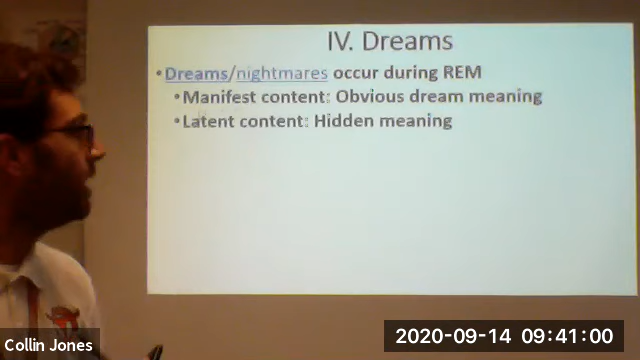 IV. Dreams
•Dreams/nightmares occur during REM
•Manifest content: Obvious dream meaning
•Latent content: Hidden meaning
Collin Jones
2020-09-14 09:41:00